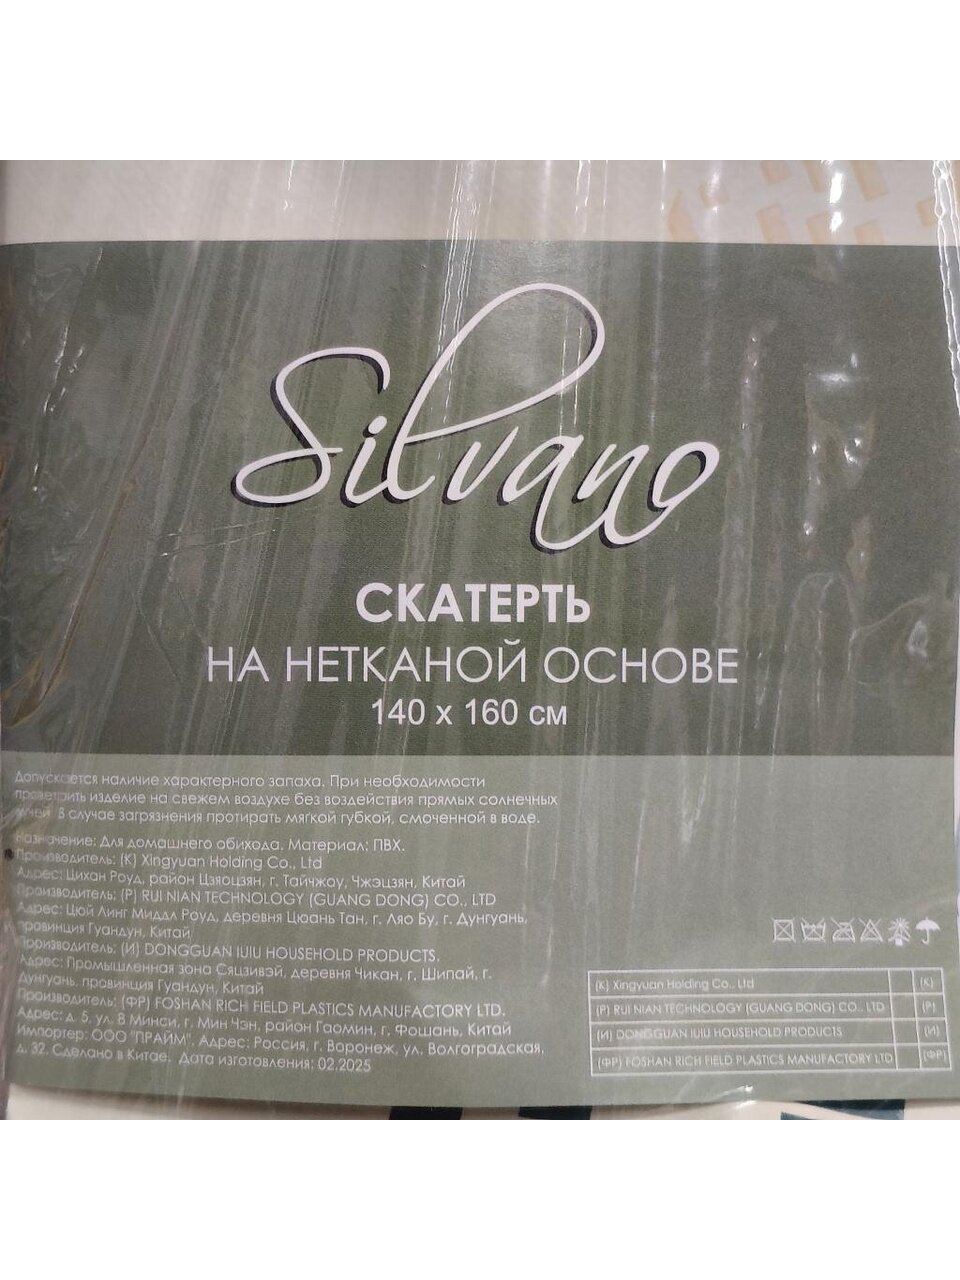 Silvano
СКАТЕРТЬ
НА НЕТКАНОЙ ОСНОВЕ
140 х 160 см
Допускается наличие характерного запаха. При необходимости
проветрить изделие на свежем воздухе без воздействия прямых солнечных
лучей. В случае загрязнения протирать мягкой губкой, смоченной в воде.
Назначение: Для домашнего обихода. Материал: ПВХ.
Производитель: (К) Xingyuan Holding Co., Ltd
Адрес: Цихан Роуд, район Цзяоцзян, г. Тайчжоу, Чжэцзян, Китай
Производитель: (Р) RUI NIAN TECHNOLOGY (GUANG DONG) CO., LTD
Адрес: Цюй Линг Миддл Роуд, деревня Цюань Тан, г. Ляо Бу, г. Дунгуань,
провинция Гуандун, Китай
Производитель: (И) DONGGUAN IUIU HOUSEHOLD PRODUCTS.
Адрес: Промышленная зона Сяцзивэй, деревня Чикан, г. Шипай, г.
Дунгуань, провинция Гуандун, Китай
Производитель: (ФР) FOSHAN RICH FIELD PLASTICS MANUFACTORY LTD.
Адрес: д. 5, ул. В Минси, г. Мин Чэн, район Гаомин, г. Фошань, Китай
Импортер: ООО "ПРАЙМ". Адрес: Россия, г. Воронеж, ул. Волгоградская,
д. 32. Сделано в Китае. Дата изготовления: 02.2025
(К) Xingyuan Holding Co., Ltd (К)
(Р) RUI NIAN TECHNOLOGY (GUANG DONG) CO., LTD (Р)
(И) DONGGUAN IUIU HOUSEHOLD PRODUCTS (И)
(ФР) FOSHAN RICH FIELD PLASTICS MANUFACTORY LTD (ФР)